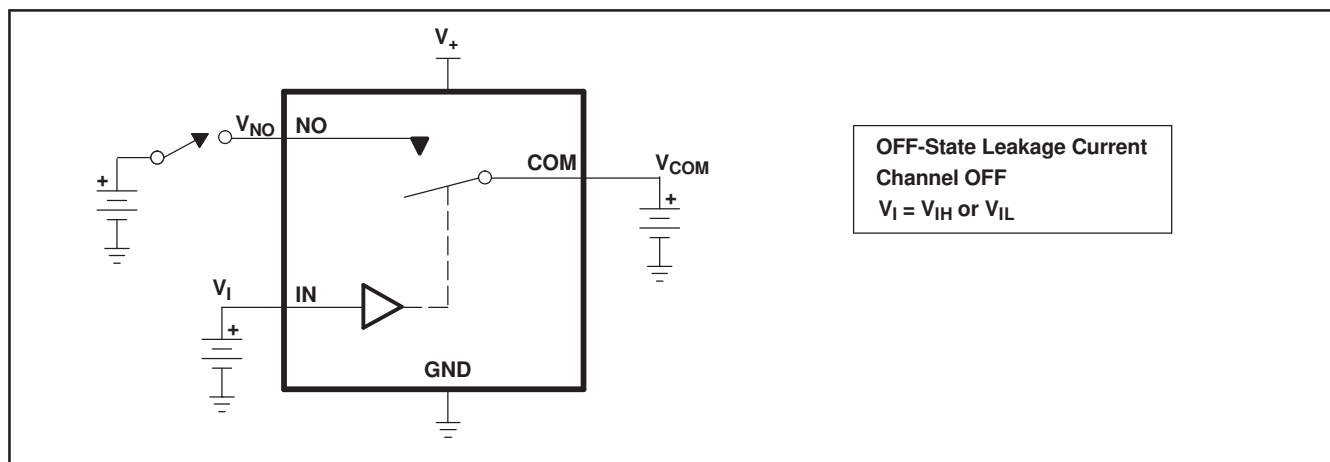 V+
VNO NO
COM VCOM
+
+
VI IN
+
GND
OFF-State Leakage Current
Channel OFF
VI = VIH or VIL